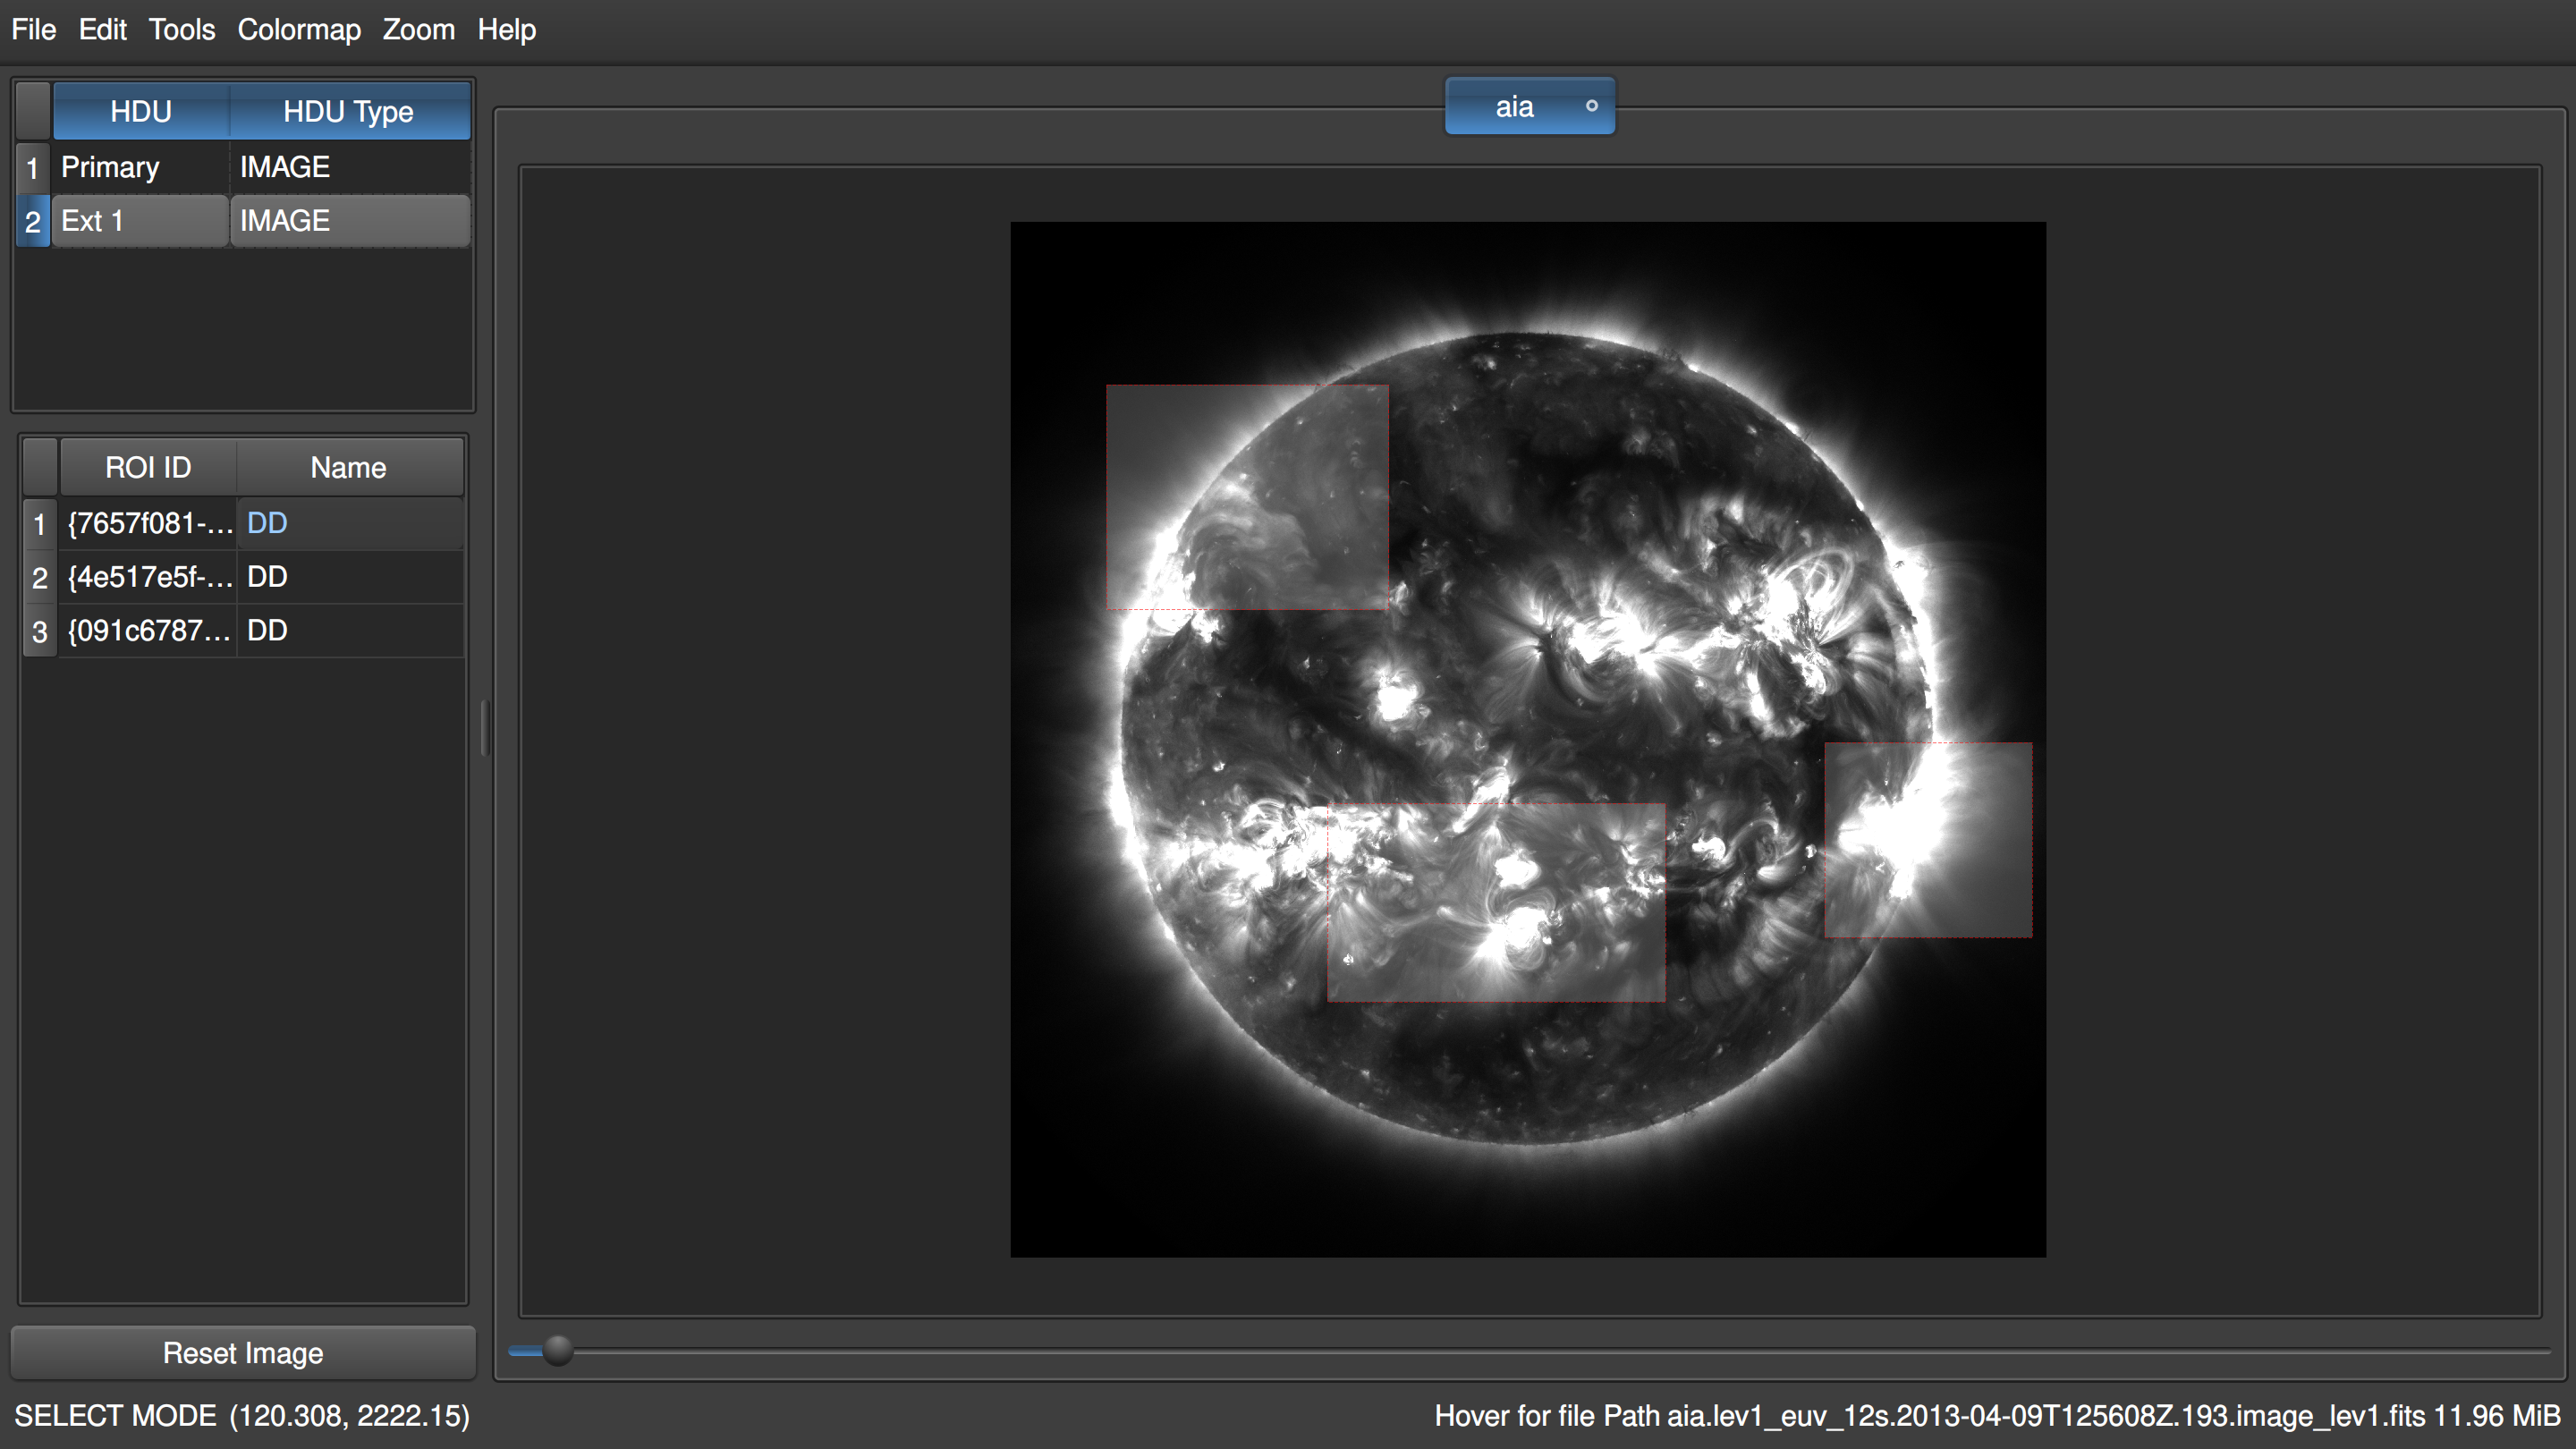 File Edit Tools Colormap Zoom Help
HDU HDU Type
1 Primary IMAGE
2 Ext 1 IMAGE
ROI ID Name
1 {7657f081-... DD
2 {4e517e5f-... DD
3 {091c6787... DD
Reset Image
aia
SELECT MODE (120.308, 2222.15)
Hover for file Path aia.lev1_euv_12s.2013-04-09T125608Z.193.image_lev1.fits 11.96 MiB